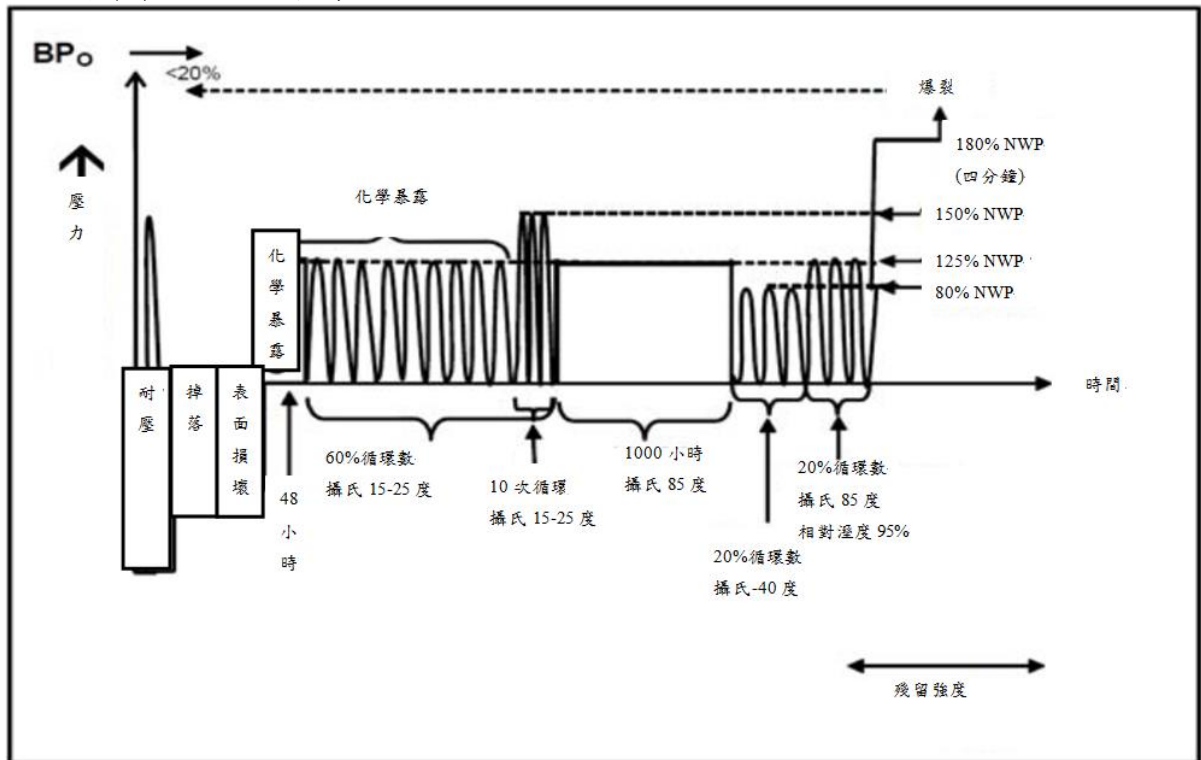 BPO
<20%
爆裂
180% NWP
(四分鐘)
壓力
化學暴露
150% NWP
化學暴露
125% NWP
80% NWP
耐壓
掉落
表面損壞
時間
60%循環數
攝氏 15-25 度
1000 小時
攝氏 85 度
20%循環數
攝氏 85 度
相對溼度 95%
48
小時
10 次循環
攝氏 15-25 度
20%循環數
攝氏-40 度
殘留強度